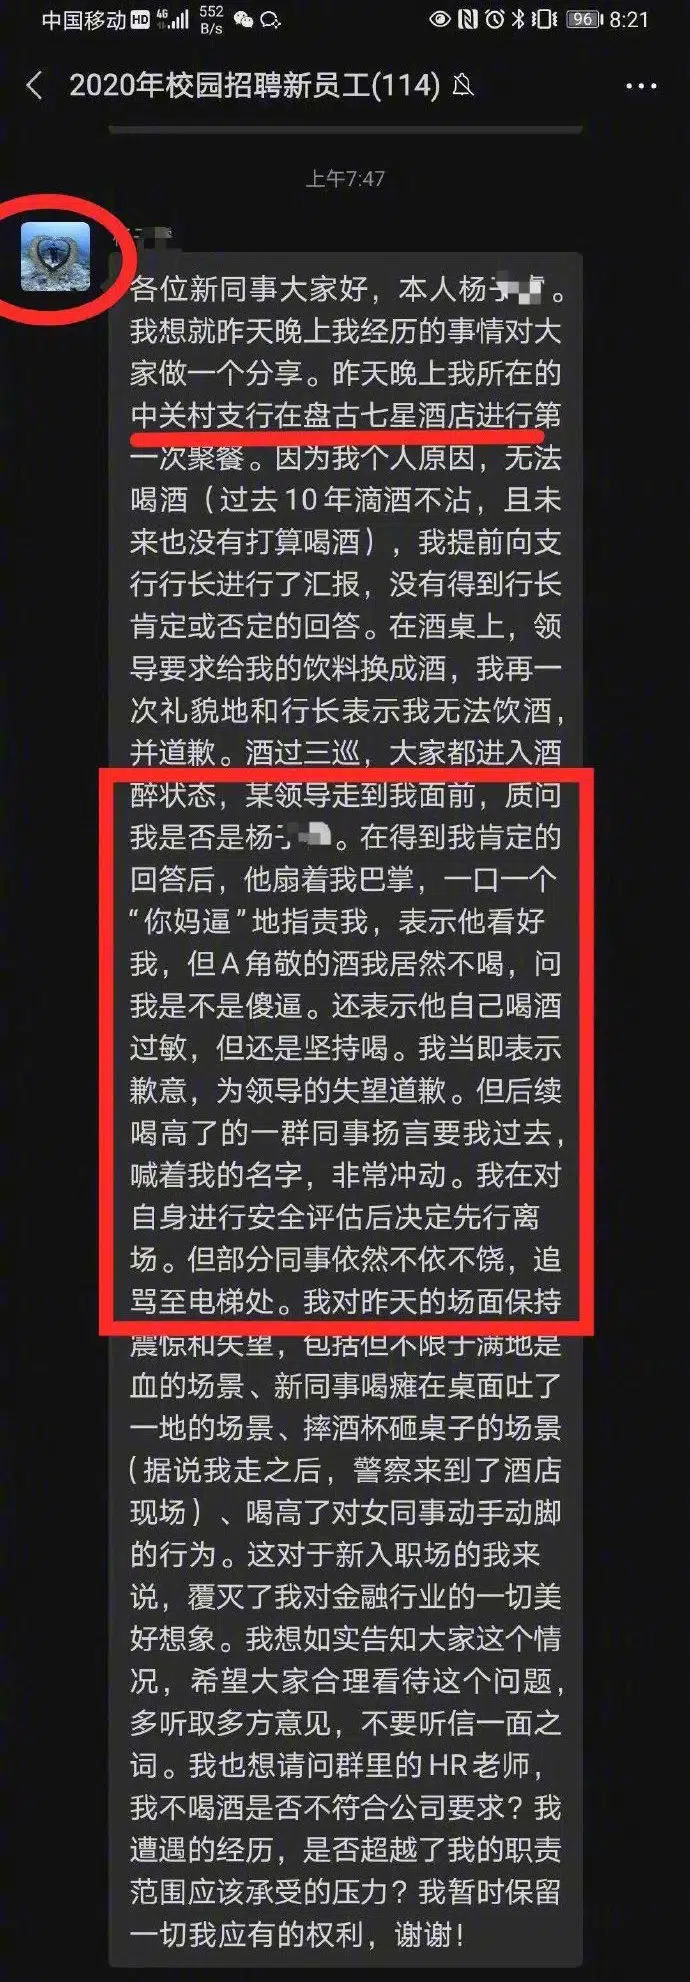 中国移动 HD 4G 552 B/s 96 8:21
2020年校园招聘新员工(114)
上午7:47
各位新同事大家好，本人杨子。
我想就昨天晚上我经历的事情对大
家做一个分享。昨天晚上我所在的
中关村支行在盘古七星酒店进行第
一次聚餐。因为我个人原因，无法
喝酒（过去10年滴酒不沾，且未
来也没有打算喝酒），我提前向支
行行长进行了汇报，没有得到行长
肯定或否定的回答。在酒桌上，领
导要求给我的饮料换成酒，我再一
次礼貌地和行长表示我无法饮酒，
并道歉。酒过三巡，大家都进入酒
醉状态，某领导走到我面前，质问
我是否是杨。在得到我肯定的
回答后，他扇着我巴掌，一口一个
“你妈逼”地指责我，表示他看好
我，但A角敬的酒我居然不喝，问
我是不是傻逼。还表示他自己喝酒
过敏，但还是坚持喝。我当即表示
歉意，为领导的失望道歉。但后续
喝高了的一群同事扬言要我过去，
喊着我的名字，非常冲动。我在对
自身进行安全评估后决定先行离
场。但部分同事依然不依不饶，追
骂至电梯处。我对昨天的场面保持
震惊和失望，包括但不限于满地是
血的场景、新同事喝瘫在桌面吐了
一地的场景、摔酒杯砸桌子的场景
(据说我走之后，警察来到了酒店
现场）、喝高了对女同事动手动脚
的行为。这对于新入职场的我来
说，覆灭了我对金融行业的一切美
好想象。我想如实告知大家这个情
况，希望大家合理看待这个问题，
多听取多方意见，不要听信一面之
词。我也想请问群里的HR老师，
我不喝酒是否不符合公司要求？我
遭遇的经历，是否超越了我的职责
范围应该承受的压力？我暂时保留
一切我应有的权利，谢谢！